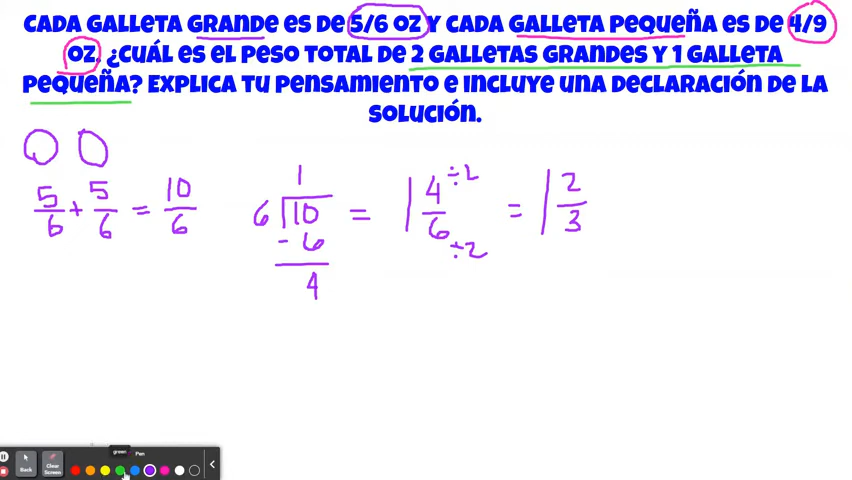 CADA GALLETA GRANDE ES DE 5/6 OZ Y CADA GALLETA PEQUEÑA ES DE 4/9
OZ. ¿CUÁL ES EL PESO TOTAL DE 2 GALLETAS GRANDES Y 1 GALLETA
PEQUEÑA? EXPLICA TU PENSAMIENTO E INCLUYE UNA DECLARACIÓN DE LA
SOLUCIÓN.
5/6 + 5/6 = 10/6
1
6 10 = 1 4/6 ÷2 ÷2 = 1 2/3
- 6
4
green Pen
Back Clear Screen